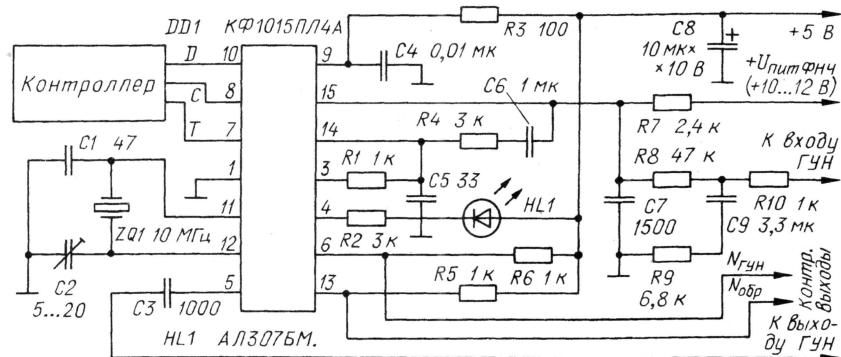 DD1 КФ1015ПЛ4А
Контроллер
D
C
T
10
8
7
1
11
12
5
9
15
14
3
4
6
13
C1 47
ZQ1 10 МГц
C2
5...20
C3 1000
R3 100
C4 0,01 мк
C6 1 мк
R4 3 к
R1 1 к
C5 33
R2 3 к
HL1
R5 1 к
R6 1 к
C8
10 мк×
×10 В
+
+5 В
+Uпит ФНЧ
(+10...12 В)
R7 2,4 к
К входу
ГУН
R8 47 к
R10 1 к
C7
1500
C9 3,3 мк
R9
6,8 к
Nгун
Nобр
Контр.
выходы
К выхо-
ду ГУН
HL1 АЛ307БМ.